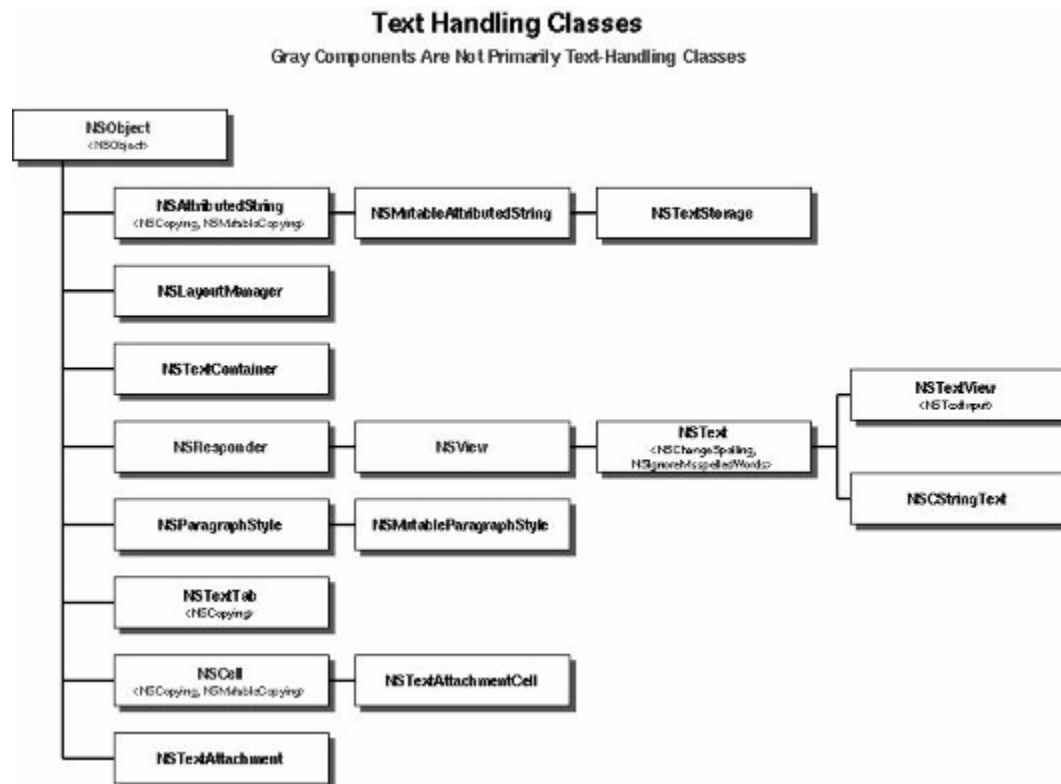 Text Handling Classes
Gray Components Are Not Primarily Text-Handling Classes
NSObject
<NSObject>
NSAttributedString
<NSCopying, NSMutableCopying>
NSMutableAttributedString
NSTextStorage
NSLayoutManager
NSTextContainer
NSTextView
<NSTextInput>
NSResponder
NSView
NSText
<NSChangeSpelling,
NSIgnoreMisspelledWords>
NSCStringText
NSParagraphStyle
NSMutableParagraphStyle
NSTextTab
<NSCopying>
NSCell
<NSCopying, NSMutableCopying>
NSTextAttachmentCell
NSTextAttachment